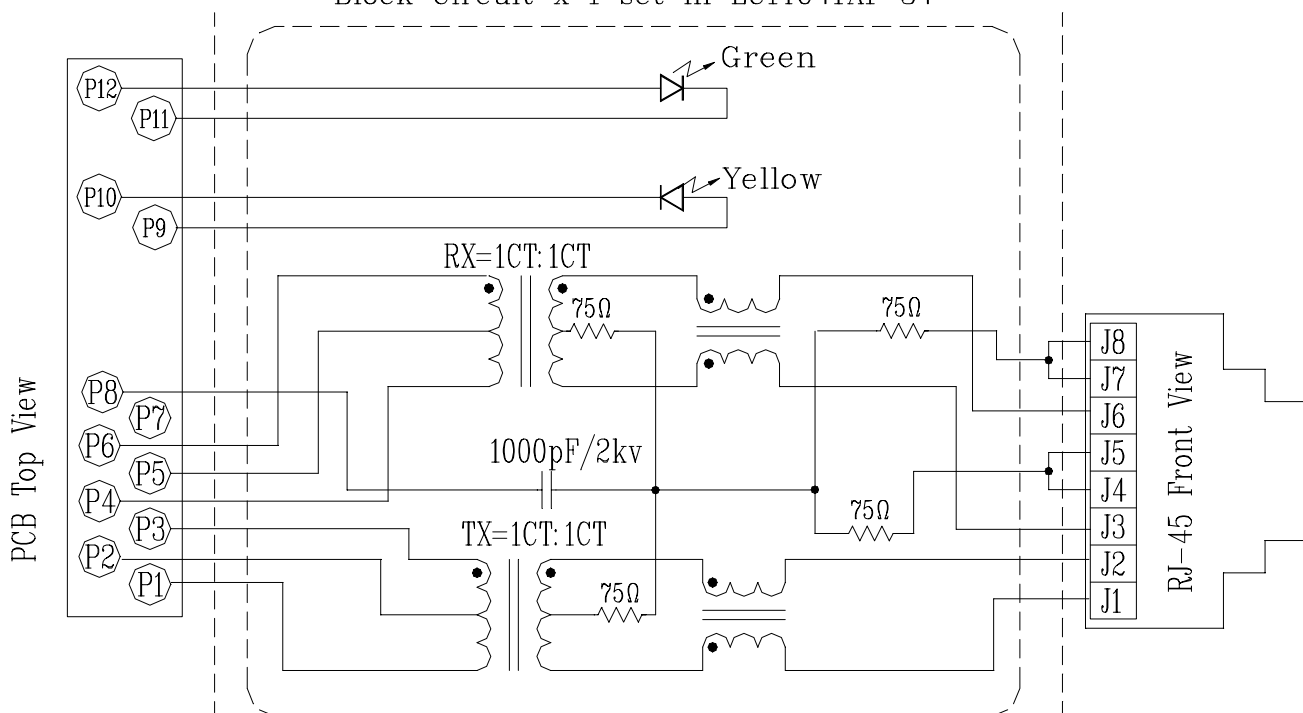 Green
P12
P11
Yellow
P10
P9
RX=1CT:1CT
75Ω
75Ω
P8
P7
P6
P5
P4
P3
P2
P1
PCB Top View
1000pF/2kv
75Ω
TX=1CT:1CT
75Ω
J8
J7
J6
J5
J4
J3
J2
J1
RJ-45 Front View